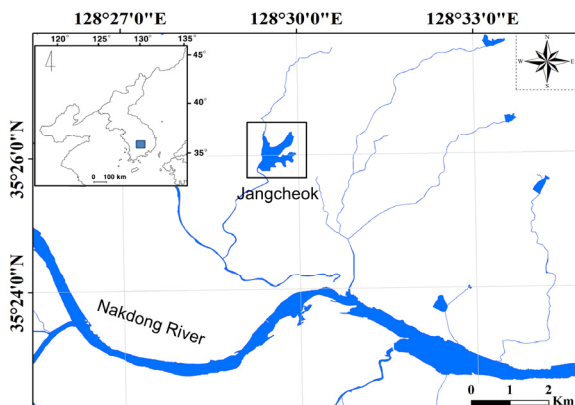 128°27'0"E 128°30'0"E 128°33'0"E
120° 125° 130° 135°
45°
40°
35°
0 100 km
N
W E
S
35°26'0"N
Jangcheok
35°24'0"N
Nakdong River
0 1 2
Km